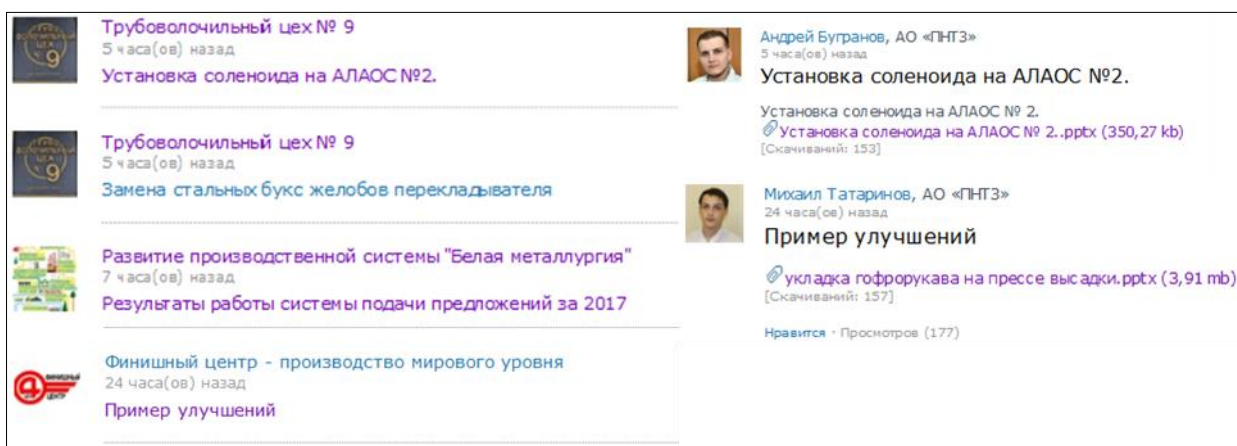 Трубоволочильный цех № 9
5 часа(ов) назад
Установка соленоида на АЛАОС №2.
Трубоволочильный цех № 9
5 часа(ов) назад
Замена стальных букс желобов перекладывателя
Развитие производственной системы "Белая металлургия"
7 часа(ов) назад
Результаты работы системы подачи предложений за 2017
Финишный центр - производство мирового уровня
24 часа(ов) назад
Пример улучшений
Андрей Бугранов, АО «ПНТЗ»
5 часа(ов) назад
Установка соленоида на АЛАОС №2.
Установка соленоида на АЛАОС № 2.
Установка соленоида на АЛАОС № 2..pptx (350,27 kb)
[Скачиваний: 153]
Михаил Татаринов, АО «ПНТЗ»
24 часа(ов) назад
Пример улучшений
укладка гофрорукава на прессе высадки.pptx (3,91 mb)
[Скачиваний: 157]
Нравится · Просмотров (177)